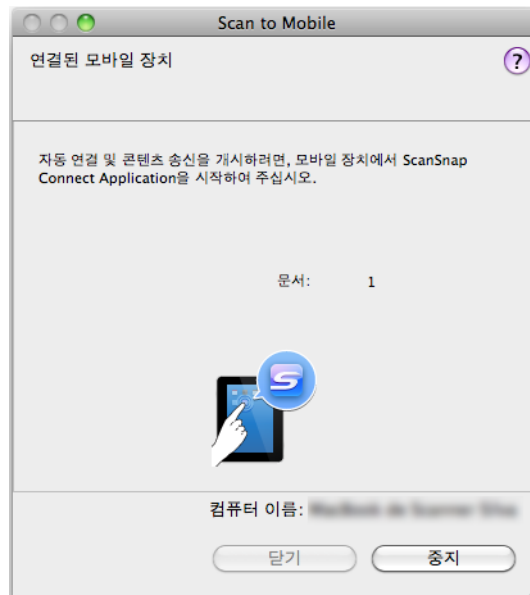 Scan to Mobile
연결된 모바일 장치
?
자동 연결 및 콘텐츠 송신을 개시하려면, 모바일 장치에서 ScanSnap
Connect Application을 시작하여 주십시오.
문서: 1
S
컴퓨터 이름:
닫기 중지